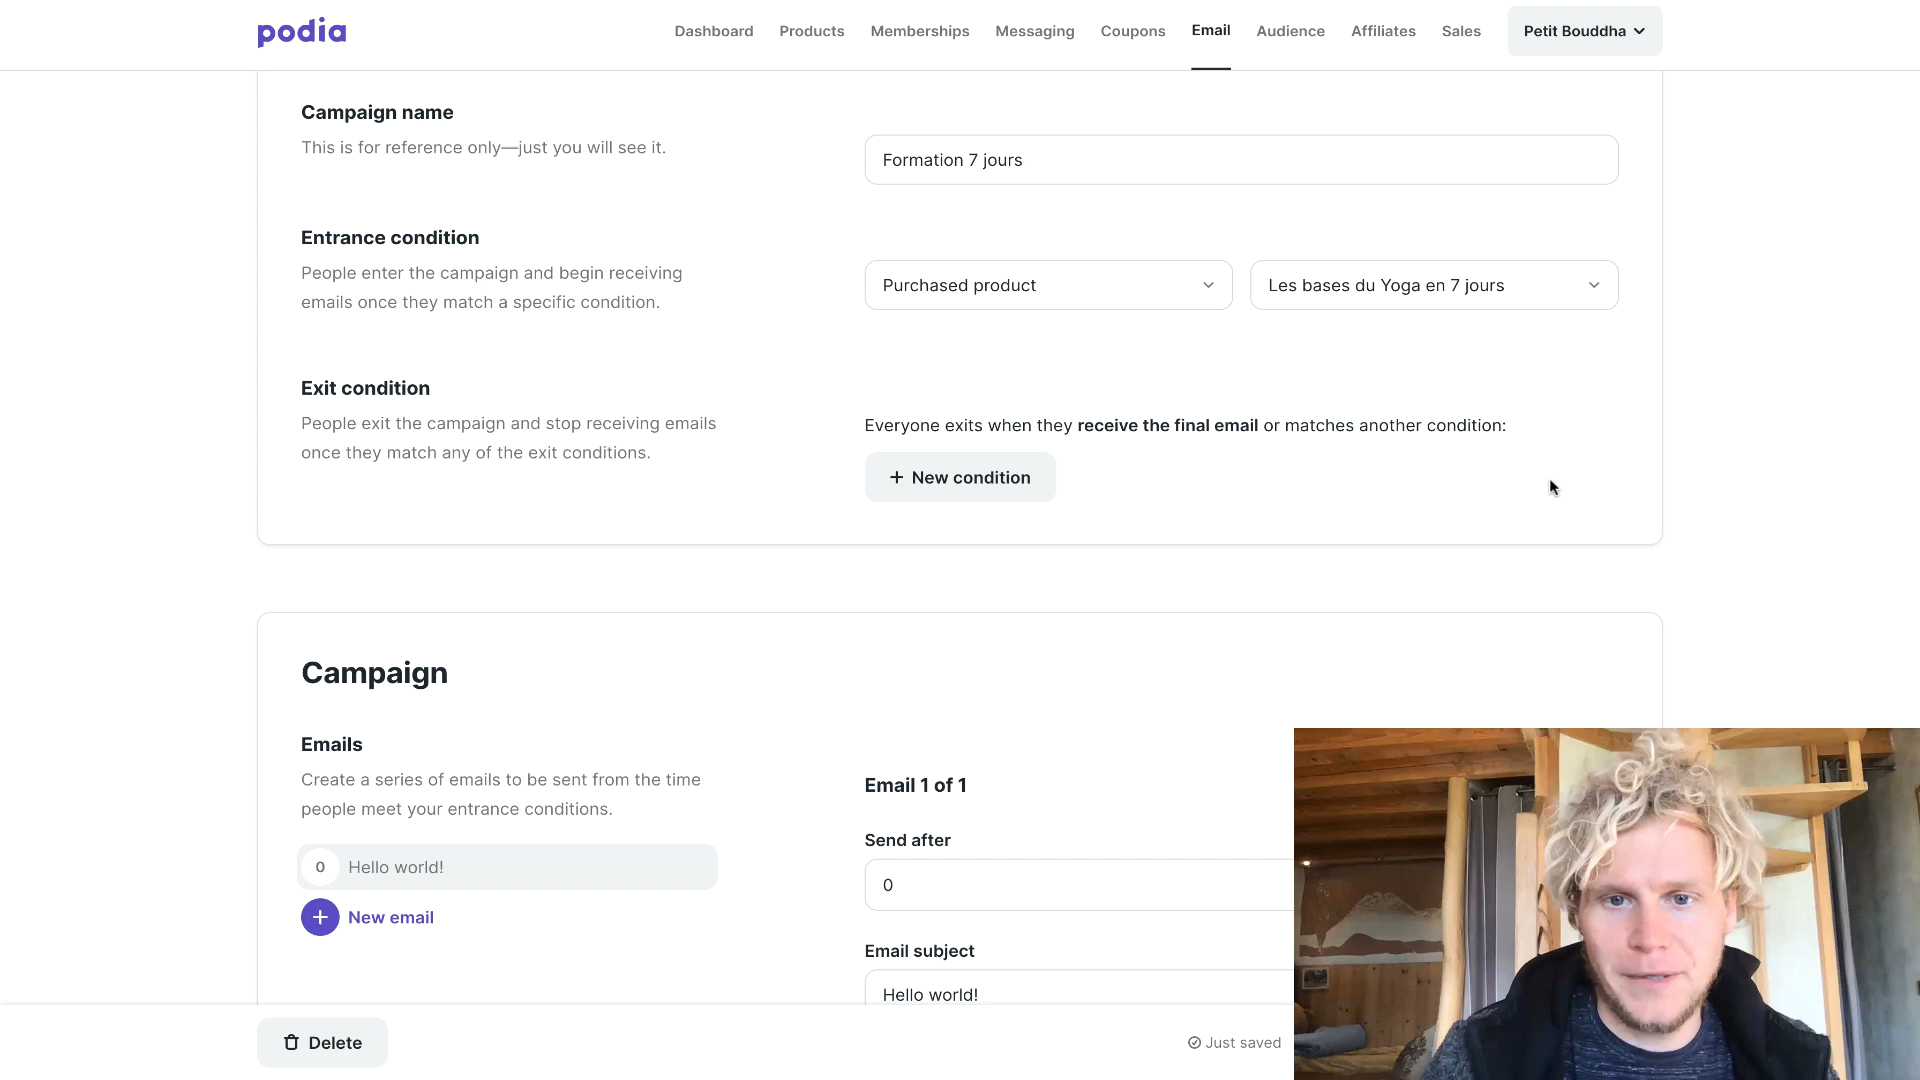 podia
Dashboard
Products
Memberships
Messaging
Coupons
Email
Audience
Affiliates
Sales
Petit Bouddha
Campaign name
This is for reference only—just you will see it.
Formation 7 jours
Entrance condition
People enter the campaign and begin receiving
emails once they match a specific condition.
Purchased product
Les bases du Yoga en 7 jours
Exit condition
People exit the campaign and stop receiving emails
once they match any of the exit conditions.
Everyone exits when they receive the final email or matches another condition:
+ New condition
Campaign
Emails
Create a series of emails to be sent from the time
people meet your entrance conditions.
0 Hello world!
+ New email
Email 1 of 1
Send after
0
Email subject
Hello world!
Delete
Just saved